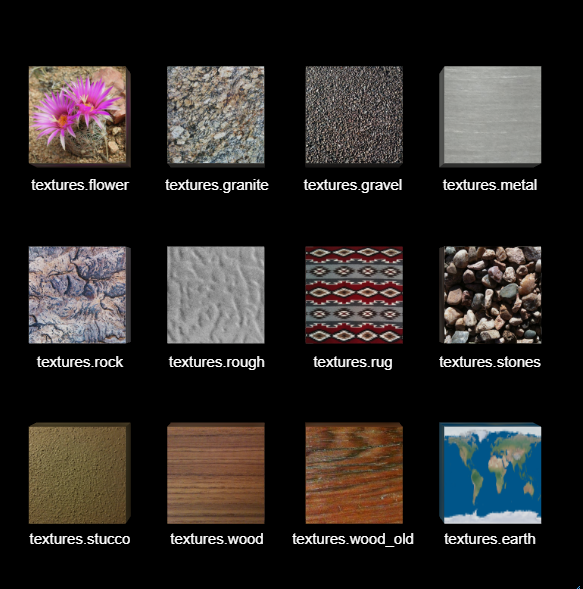 textures.flower
textures.granite
textures.gravel
textures.metal
textures.rock
textures.rough
textures.rug
textures.stones
textures.stucco
textures.wood
textures.wood_old
textures.earth